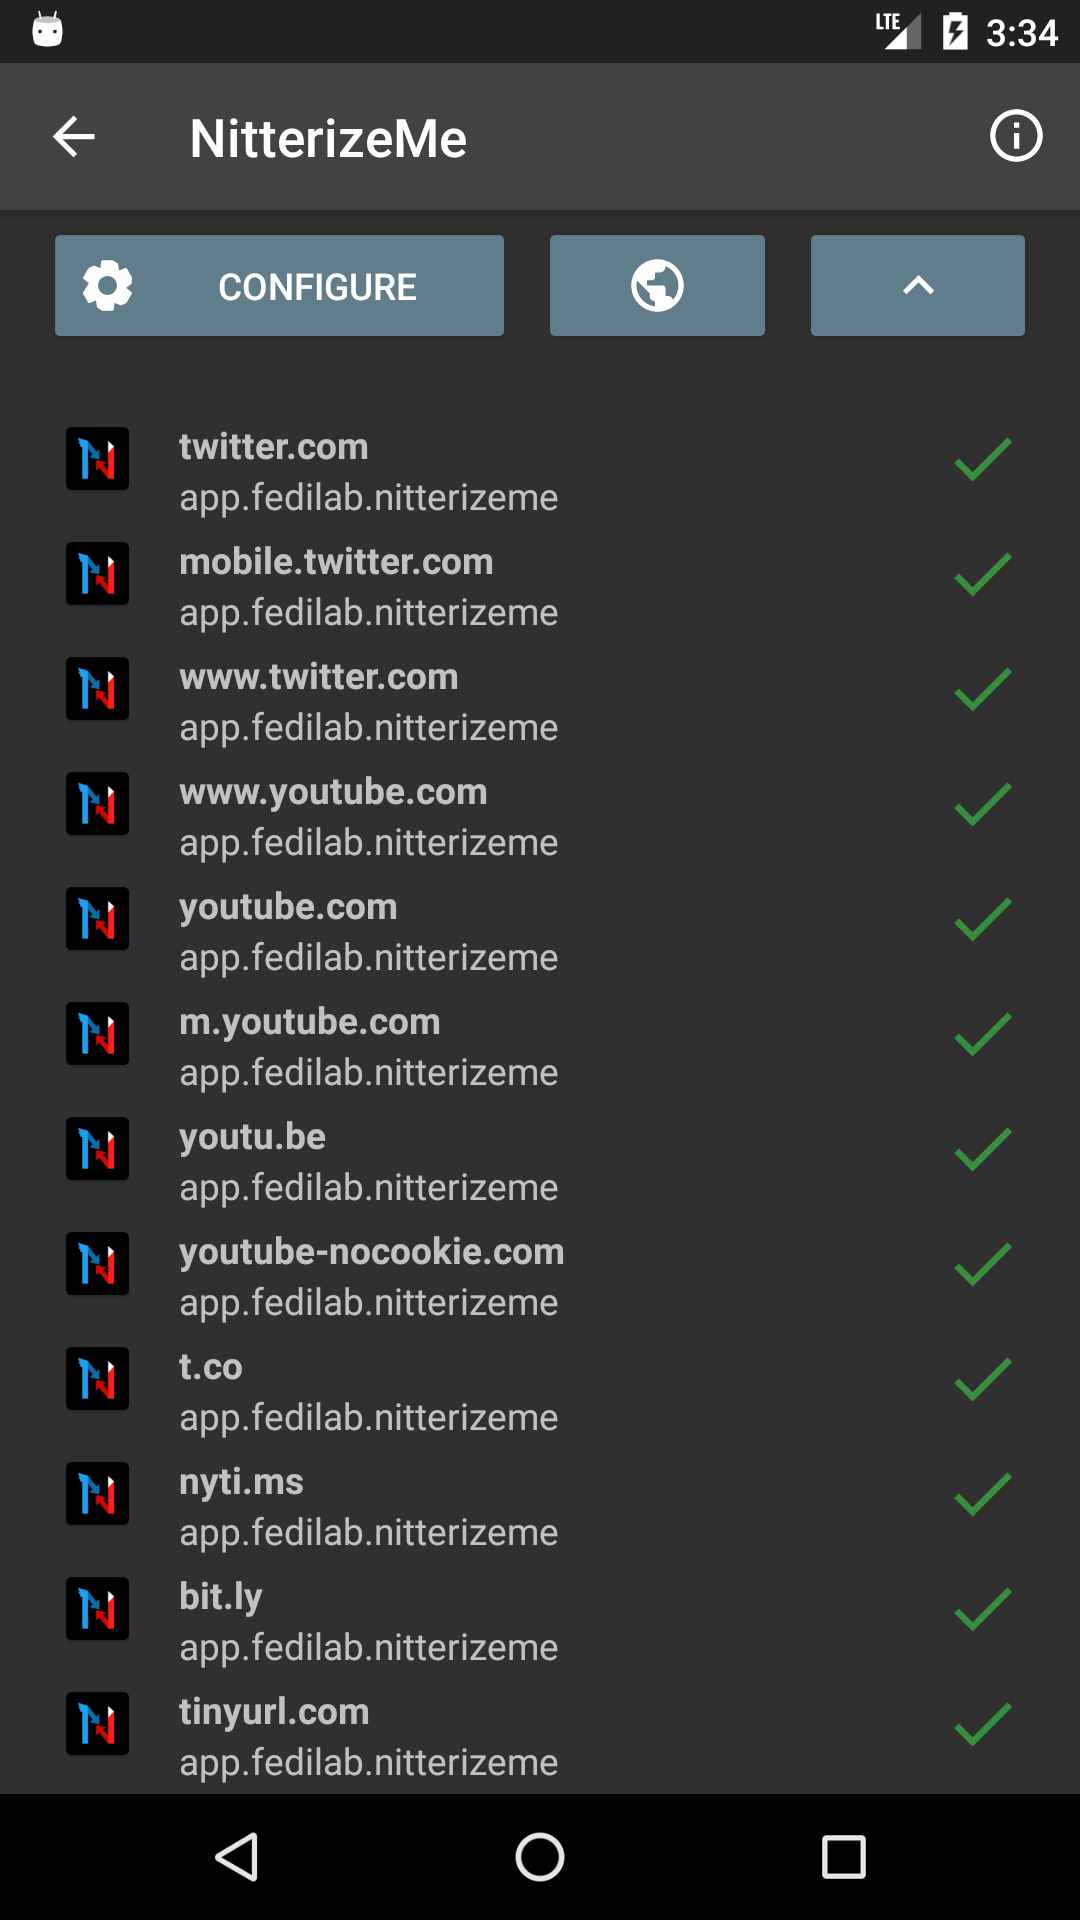 LTE 3:34
NitterizeMe
CONFIGURE
twitter.com
app.fedilab.nitterizeme
mobile.twitter.com
app.fedilab.nitterizeme
www.twitter.com
app.fedilab.nitterizeme
www.youtube.com
app.fedilab.nitterizeme
youtube.com
app.fedilab.nitterizeme
m.youtube.com
app.fedilab.nitterizeme
youtu.be
app.fedilab.nitterizeme
youtube-nocookie.com
app.fedilab.nitterizeme
t.co
app.fedilab.nitterizeme
nyti.ms
app.fedilab.nitterizeme
bit.ly
app.fedilab.nitterizeme
tinyurl.com
app.fedilab.nitterizeme